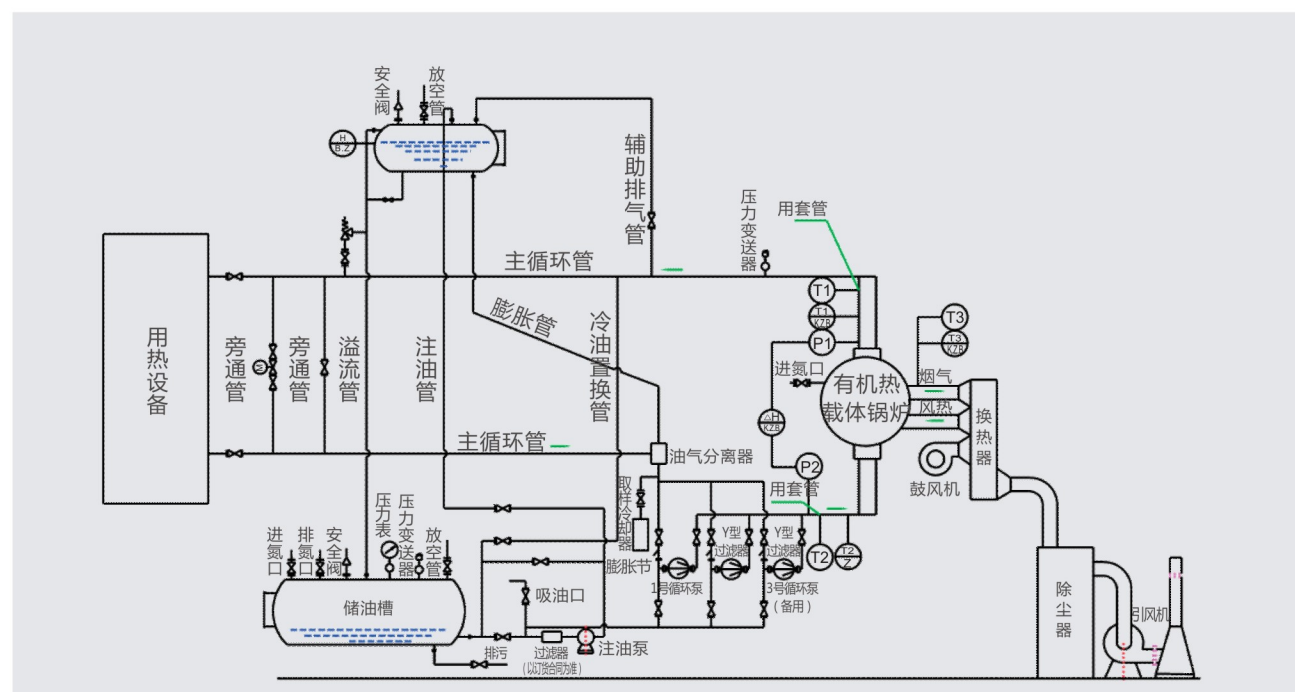 安全阀
放空管
H
B.Z
辅助排气管
压力变送器
用套管
主循环管
T1
T1
KZB
P1
T3
T3
KZB
膨胀管
冷油置换管
进氮口
有机热
载体锅炉
烟气
风热
换热器
用热设备
旁通管
M
旁通管
溢流管
注油管
△H
KZB
主循环管
油气分离器
P2
鼓风机
用套管
取样冷却器
压力表
压力变送器
放空管
进氮口
排氮口
安全阀
Y型
过滤器
Y型
过滤器
T2
T2
Z
膨胀节
1号循环泵
3号循环泵
(备用)
储油槽
吸油口
除尘器
引风机
排污
过滤器
(以订货合同为准)
注油泵